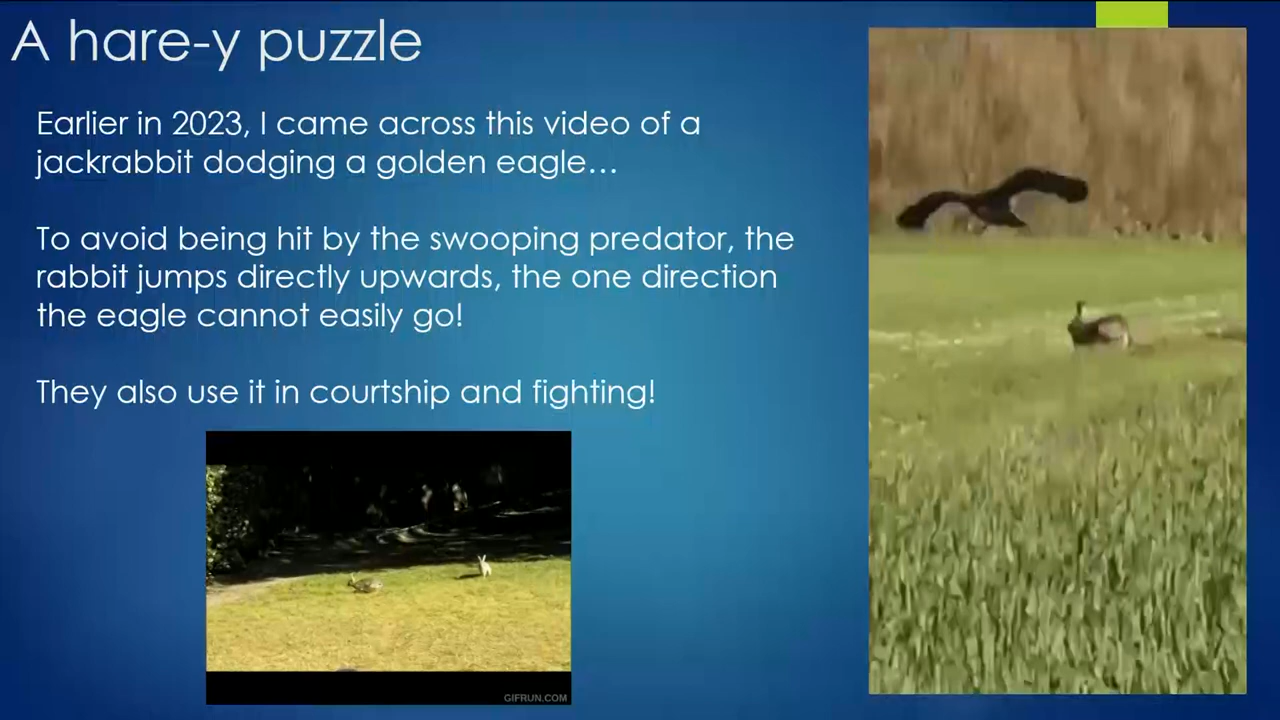 A hare-y puzzle
Earlier in 2023, I came across this video of a
jackrabbit dodging a golden eagle…
To avoid being hit by the swooping predator, the
rabbit jumps directly upwards, the one direction
the eagle cannot easily go!
They also use it in courtship and fighting!
GIFRUN.COM